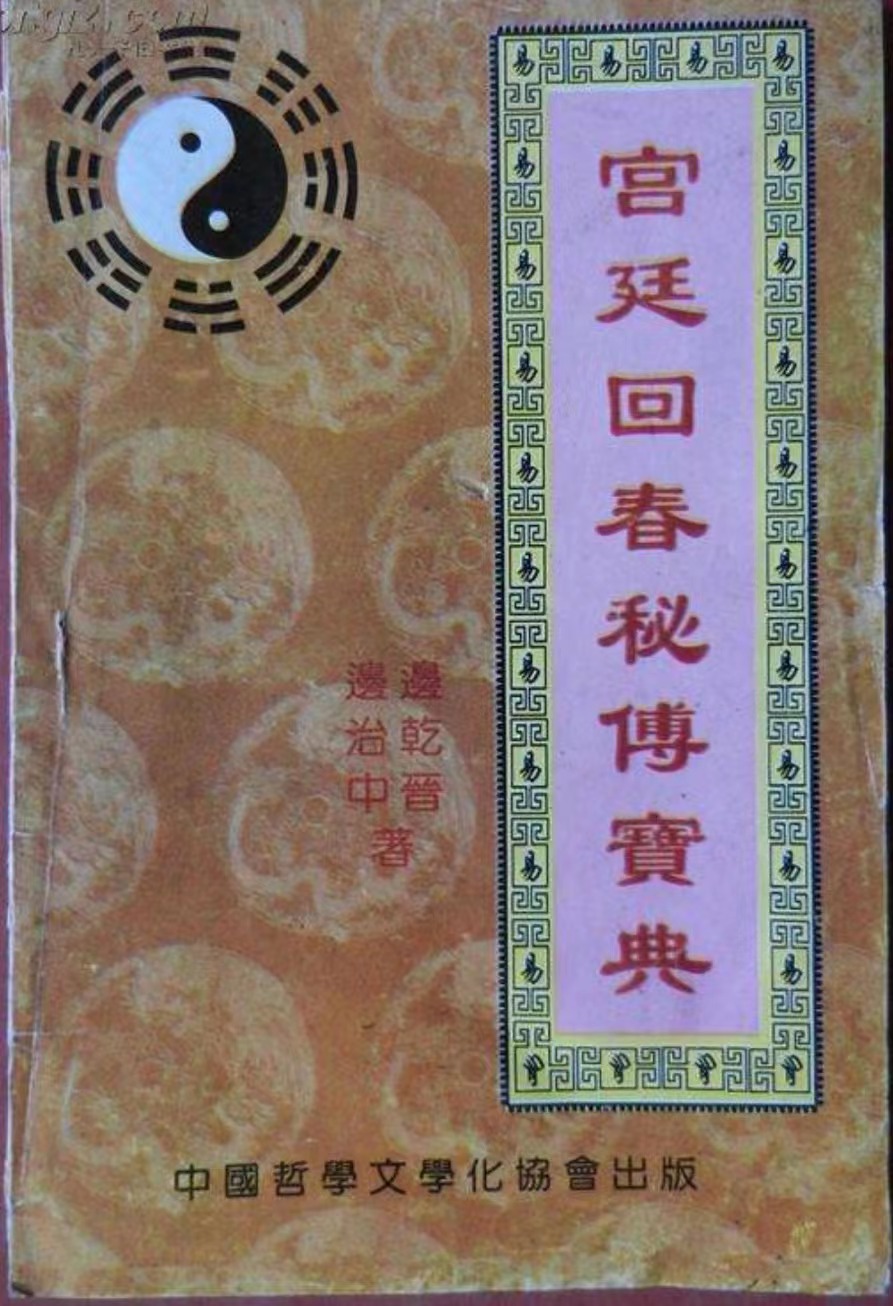 宮廷回春秘傳寶典
邊乾晉
邊治中
著
中國哲學文學化協會出版